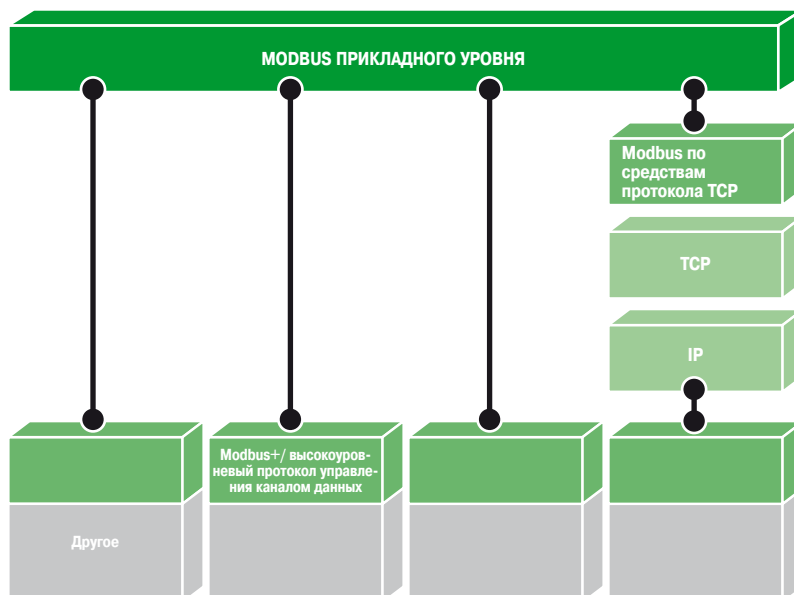 MODBUS ПРИКЛАДНОГО УРОВНЯ
Modbus по
средствам
протокола TCP
TCP
IP
Modbus+/ высокоуров-
невый протокол управле-
ния каналом данных
Другое